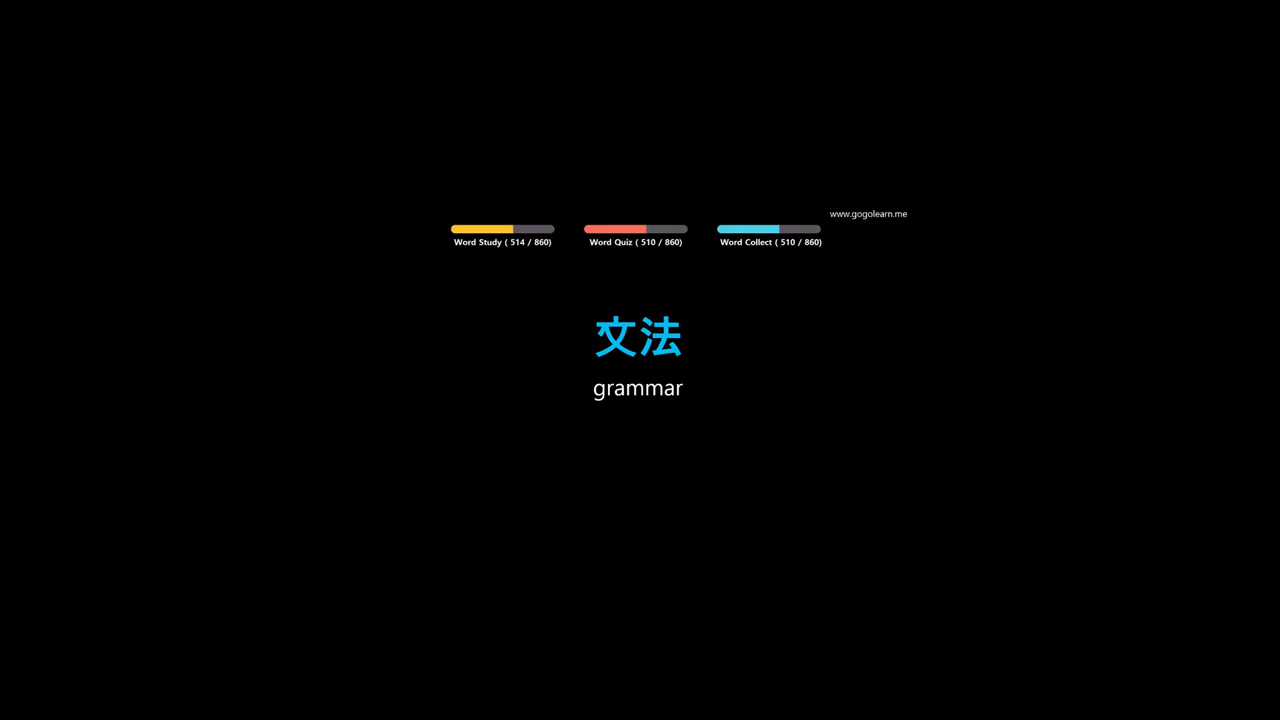 www.gogolearn.me
Word Study ( 514 / 860)
Word Quiz ( 510 / 860)
Word Collect ( 510 / 860)
文法
grammar